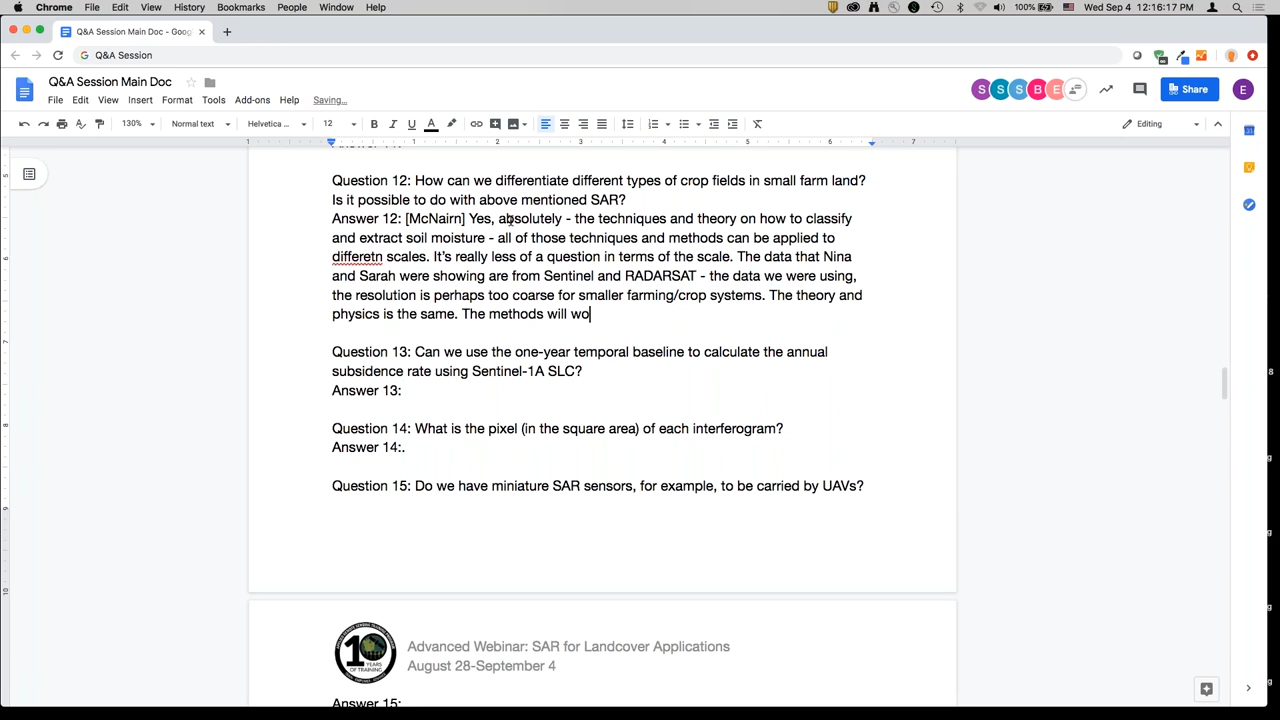 Chrome File Edit View History Bookmarks People Window Help 100% Wed Sep 4 12:16:17 PM
Q&A Session Main Doc - Goog
Q&A Session
Q&A Session Main Doc
File Edit View Insert Format Tools Add-ons Help Saving...
S S S B E Share E
130% Normal text Helvetica ... 12 B I U A Editing
1 1 2 3 4 5 6 7
Question 12: How can we differentiate different types of crop fields in small farm land?
Is it possible to do with above mentioned SAR?
Answer 12: [McNairn] Yes, absolutely - the techniques and theory on how to classify
and extract soil moisture - all of those techniques and methods can be applied to
differetn scales. It's really less of a question in terms of the scale. The data that Nina
and Sarah were showing are from Sentinel and RADARSAT - the data we were using,
the resolution is perhaps too coarse for smaller farming/crop systems. The theory and
physics is the same. The methods will wo
Question 13: Can we use the one-year temporal baseline to calculate the annual
subsidence rate using Sentinel-1A SLC?
Answer 13:
Question 14: What is the pixel (in the square area) of each interferogram?
Answer 14:.
Question 15: Do we have miniature SAR sensors, for example, to be carried by UAVs?
10 YEARS OF TRAINING
Advanced Webinar: SAR for Landcover Applications
August 28-September 4
Answer 15: